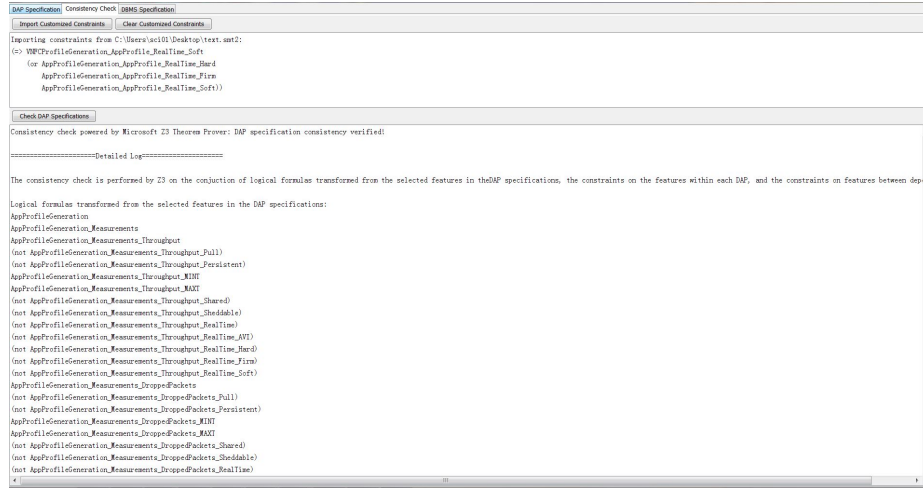 DAP Specification Consistency Check DBMS Specification
Import Customized Constraints Clear Customized Constraints
Importing constraints from C:\Users\sci01\Desktop\text.smt2:
(=> VMPCProfileGeneration_AppProfile_RealTime_Soft
(or AppProfileGeneration_AppProfile_RealTime_Hard
AppProfileGeneration_AppProfile_RealTime_Firm
AppProfileGeneration_AppProfile_RealTime_Soft))
Check DAP Specifications
Consistency check powered by Microsoft Z3 Theorem Prover: DAP specification consistency verified!
======================Detailed Log=====================
The consistency check is performed by Z3 on the conjuction of logical formulas transformed from the selected features in theDAP specifications, the constraints on the features within each DAP, and the constraints on features between dep
Logical formulas transformed from the selected features in the DAP specifications:
AppProfileGeneration
AppProfileGeneration_Measurements
AppProfileGeneration_Measurements_Throughput
(not AppProfileGeneration_Measurements_Throughput_Pull)
(not AppProfileGeneration_Measurements_Throughput_Persistent)
AppProfileGeneration_Measurements_Throughput_MINT
AppProfileGeneration_Measurements_Throughput_MAXT
(not AppProfileGeneration_Measurements_Throughput_Shared)
(not AppProfileGeneration_Measurements_Throughput_Sheddable)
(not AppProfileGeneration_Measurements_Throughput_RealTime)
(not AppProfileGeneration_Measurements_Throughput_RealTime_AVI)
(not AppProfileGeneration_Measurements_Throughput_RealTime_Hard)
(not AppProfileGeneration_Measurements_Throughput_RealTime_Firm)
(not AppProfileGeneration_Measurements_Throughput_RealTime_Soft)
AppProfileGeneration_Measurements_DroppedPackets
(not AppProfileGeneration_Measurements_DroppedPackets_Pull)
(not AppProfileGeneration_Measurements_DroppedPackets_Persistent)
AppProfileGeneration_Measurements_DroppedPackets_MINT
AppProfileGeneration_Measurements_DroppedPackets_MAXT
(not AppProfileGeneration_Measurements_DroppedPackets_Shared)
(not AppProfileGeneration_Measurements_DroppedPackets_Sheddable)
(not AppProfileGeneration_Measurements_DroppedPackets_RealTime)